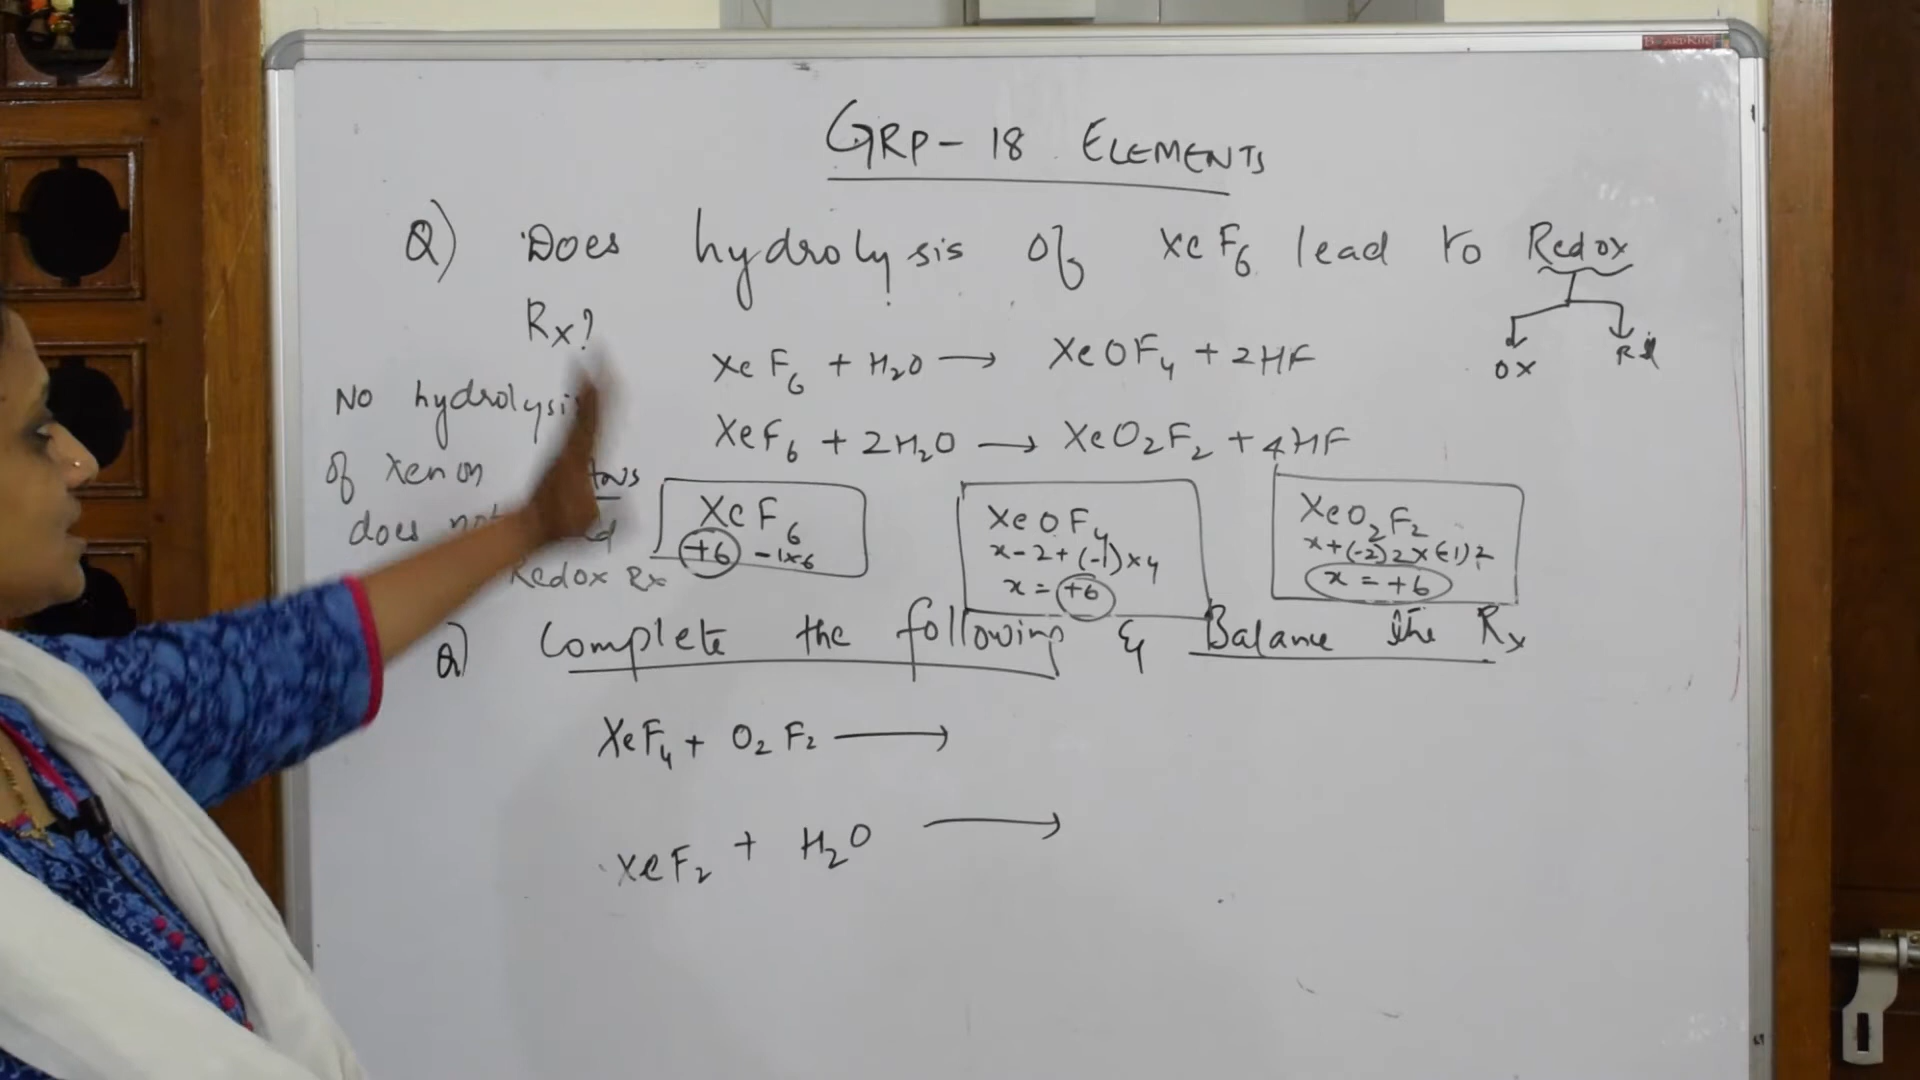 GRP - 18 ELEMENTS
Q) Does hydrolysis of XeF₆ lead to Redox
Rx?
OX
XeF₆ + H₂O → XeOF₄ + 2HF
No hydrolysis
XeF₆ + 2H₂O → XeO₂F₂ + 4HF
of Xenon
does not
Redox Rx
XeF₆
+6 -1x6
XeOF₄
x-2+(-1)x4
x = +6
XeO₂F₂
x+(-2)2x(-1)2
x = +6
Q) Complete the following & Balance the Rx
XeF₄ + O₂F₂ →
XeF₂ + H₂O →